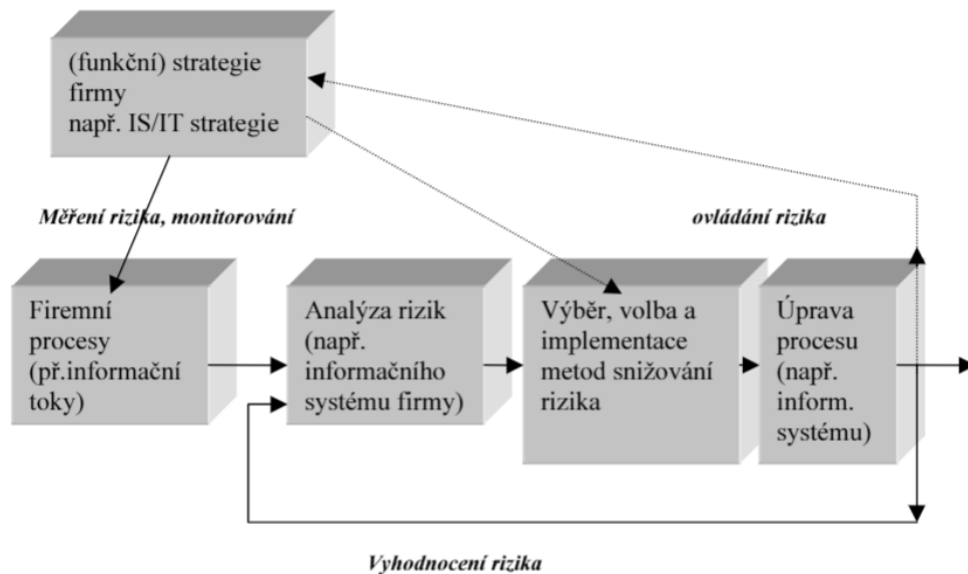 (funkční) strategie
firmy
např. IS/IT strategie
Měření rizika, monitorování
ovládání rizika
Firemní
procesy
(př.informační
toky)
Analýza rizik
(např.
informačního
systému firmy)
Výběr, volba a
implementace
metod snižování
rizika
Úprava
procesu
(např.
inform.
systému)
Vyhodnocení rizika